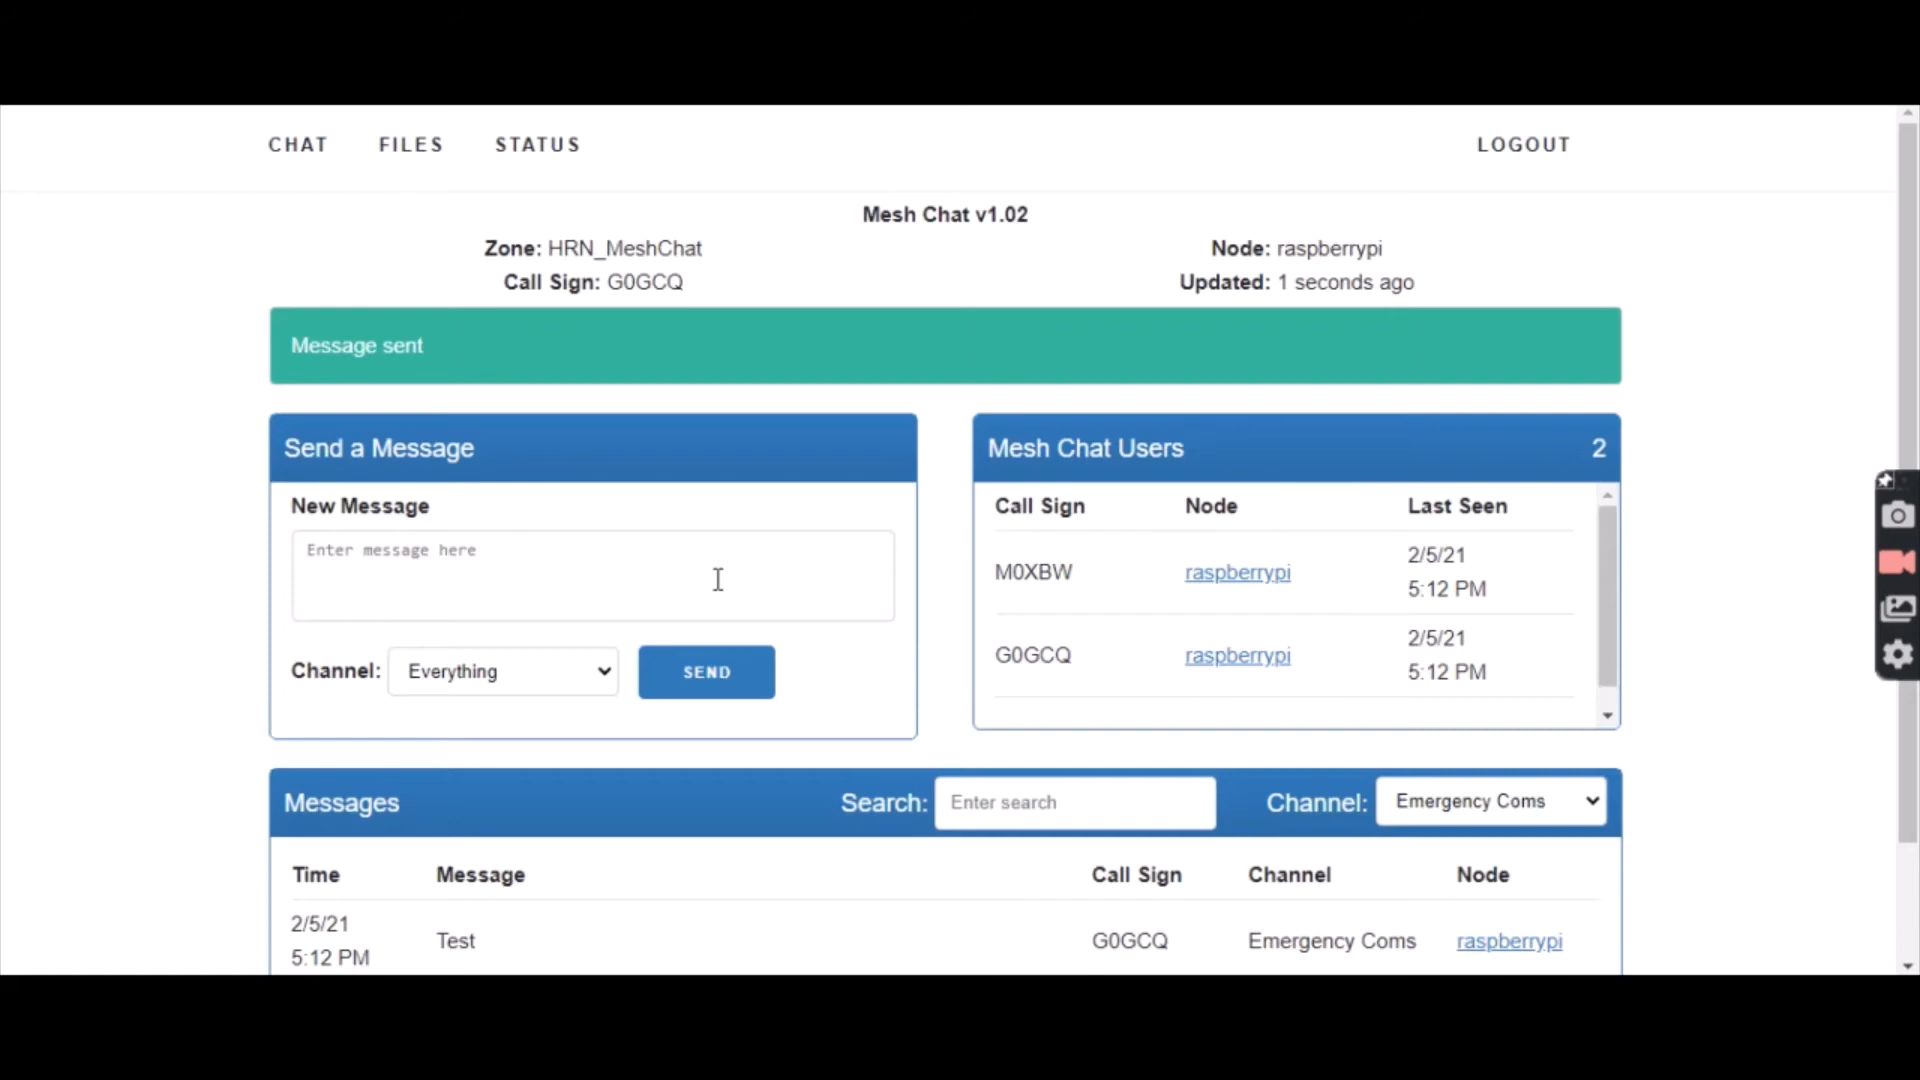 CHAT FILES STATUS LOGOUT
Mesh Chat v1.02
Zone: HRN_MeshChat Node: raspberrypi
Call Sign: G0GCQ Updated: 1 seconds ago
Message sent
Send a Message
New Message
Enter message here
Channel: Everything SEND
Mesh Chat Users 2
Call Sign Node Last Seen
M0XBW raspberrypi 2/5/21
5:12 PM
G0GCQ raspberrypi 2/5/21
5:12 PM
Messages Search: Enter search Channel: Emergency Coms
Time Message Call Sign Channel Node
2/5/21
5:12 PM Test G0GCQ Emergency Coms raspberrypi